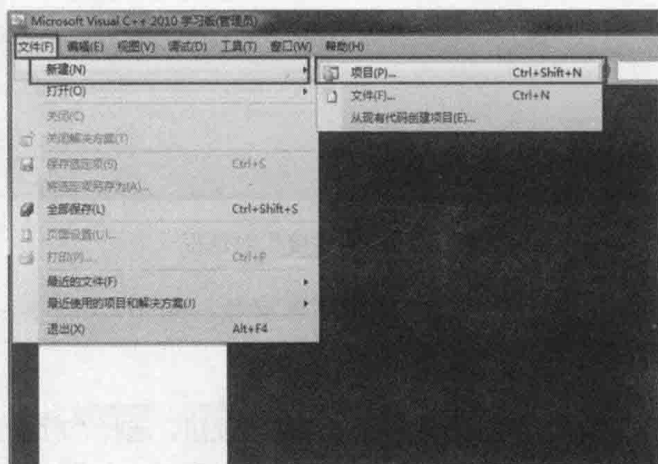 Microsoft Visual C++ 2010 学习版(管理员)
文件(F) 编辑(E) 视图(V) 调试(D) 工具(T) 窗口(W) 帮助(H)
新建(N)
项目(P)... Ctrl+Shift+N
打开(O)
文件(F)... Ctrl+N
关闭(C)
从现有代码创建项目(E)...
关闭解决方案(T)
保存选定项(S) Ctrl+S
将选定项另存为(A)...
全部保存(L) Ctrl+Shift+S
页面设置(U)...
打印(P)... Ctrl+P
最近的文件(F)
最近使用的项目和解决方案(J)
退出(X) Alt+F4